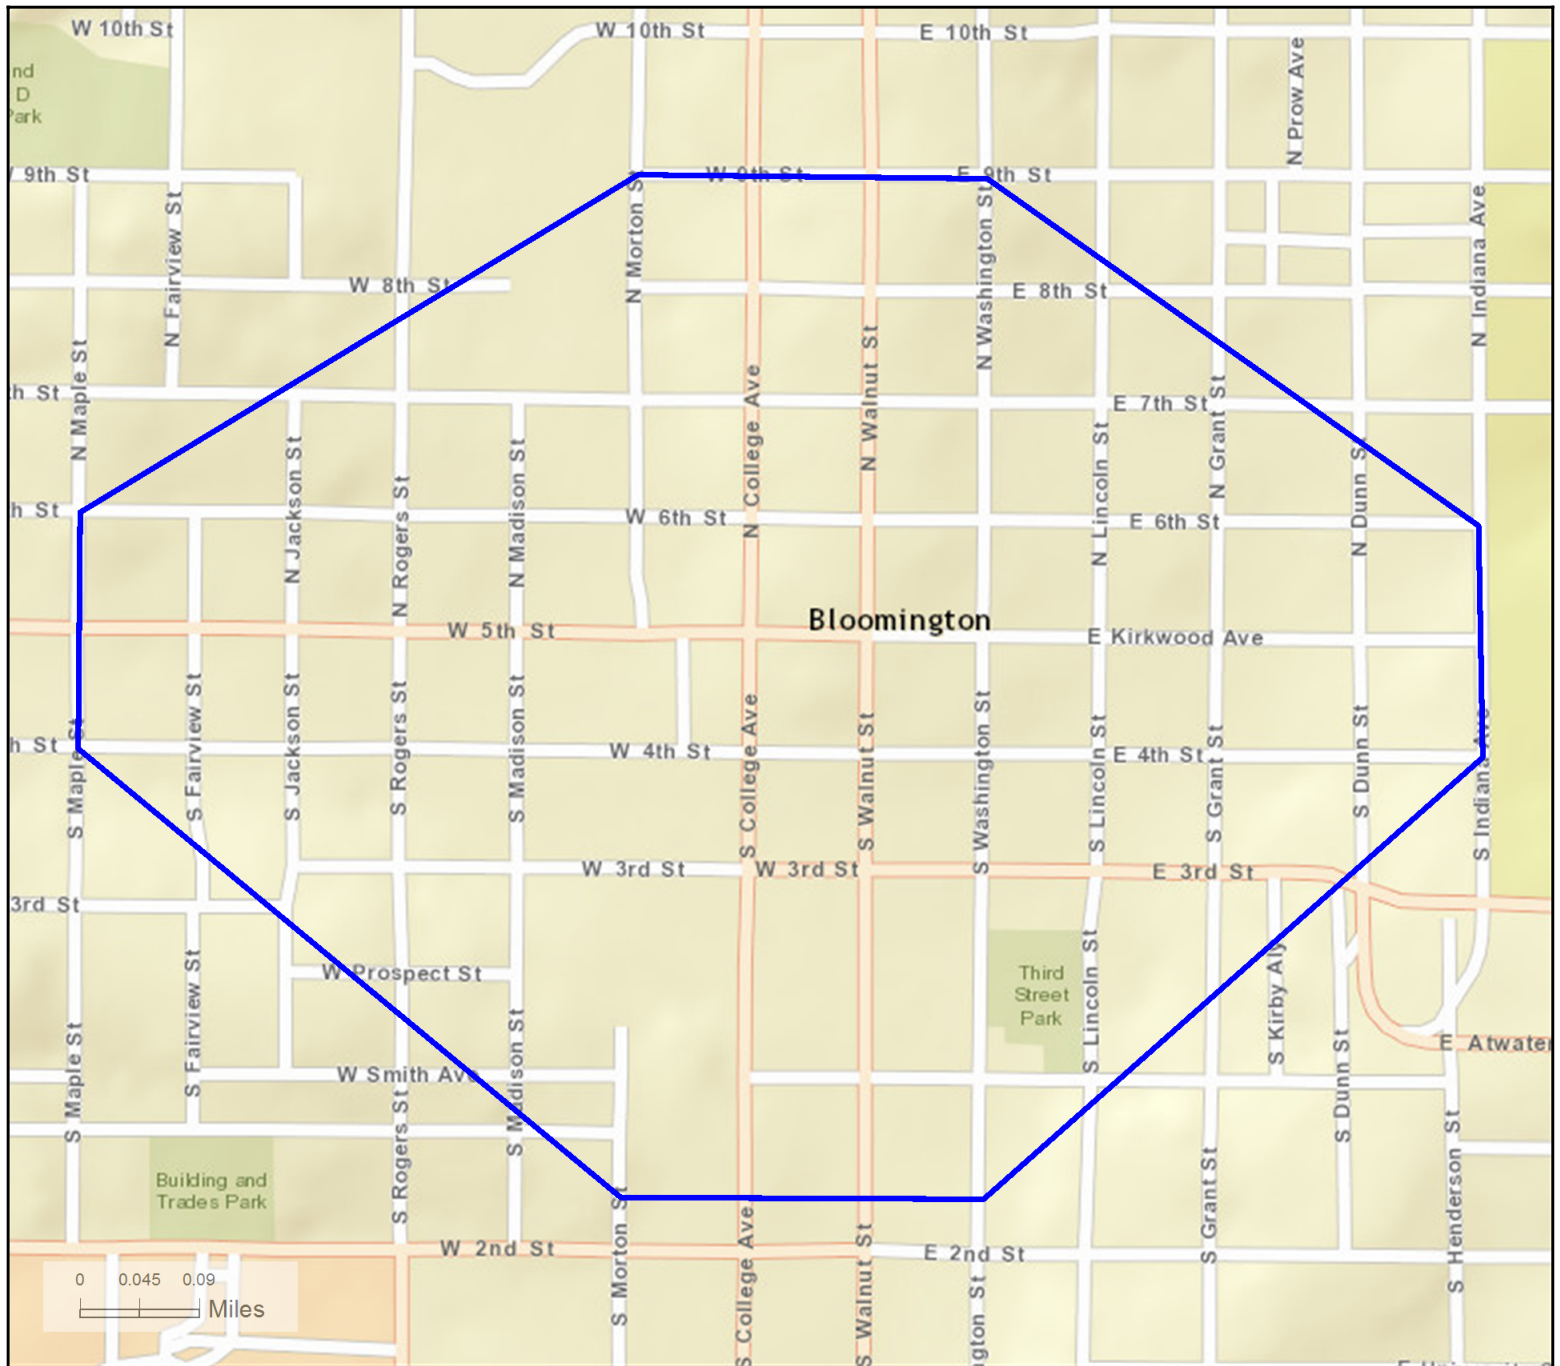 W 10th St
W 10th St
E 10th St
nd
D
Park
N Prow Ave
9th St
W 9th St
E 9th St
N Fairview St
N Morton St
N Washington St
N Indiana Ave
W 8th St
E 8th St
N Maple St
N Walnut St
N College Ave
th St
E 7th St
N Grant St
N Jackson St
N Rogers St
N Madison St
N Lincoln St
N Dunn St
h St
W 6th St
E 6th St
Bloomington
W 5th St
E Kirkwood Ave
S Maple St
S Fairview St
S Jackson St
S Rogers St
S Madison St
S College Ave
S Walnut St
S Washington St
S Lincoln St
S Grant St
S Dunn St
S Indiana Ave
h St
W 4th St
E 4th St
W 3rd St
W 3rd St
E 3rd St
3rd St
W Prospect St
Third
Street
Park
S Lincoln St
S Kirby Aly
S Fairview St
S Maple St
S Madison St
S Dunn St
E Atwater
W Smith Ave
S Rogers St
S Grant St
S Henderson St
Building and
Trades Park
S Morton St
S College Ave
S Walnut St
ngton St
W 2nd St
E 2nd St
0 0.045 0.09
Miles